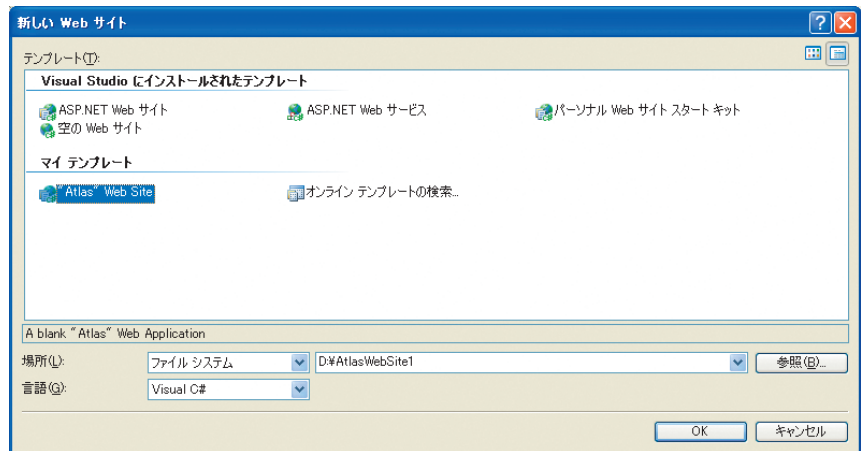 新しい Web サイト
テンプレート(T):
Visual Studio にインストールされたテンプレート
ASP.NET Web サイト
ASP.NET Web サービス
パーソナル Web サイト スタート キット
空の Web サイト
マイ テンプレート
"Atlas" Web Site
オンライン テンプレートの検索...
A blank "Atlas" Web Application
場所(L):
ファイル システム
D:¥AtlasWebSite1
参照(B)...
言語(G):
Visual C#
OK
キャンセル